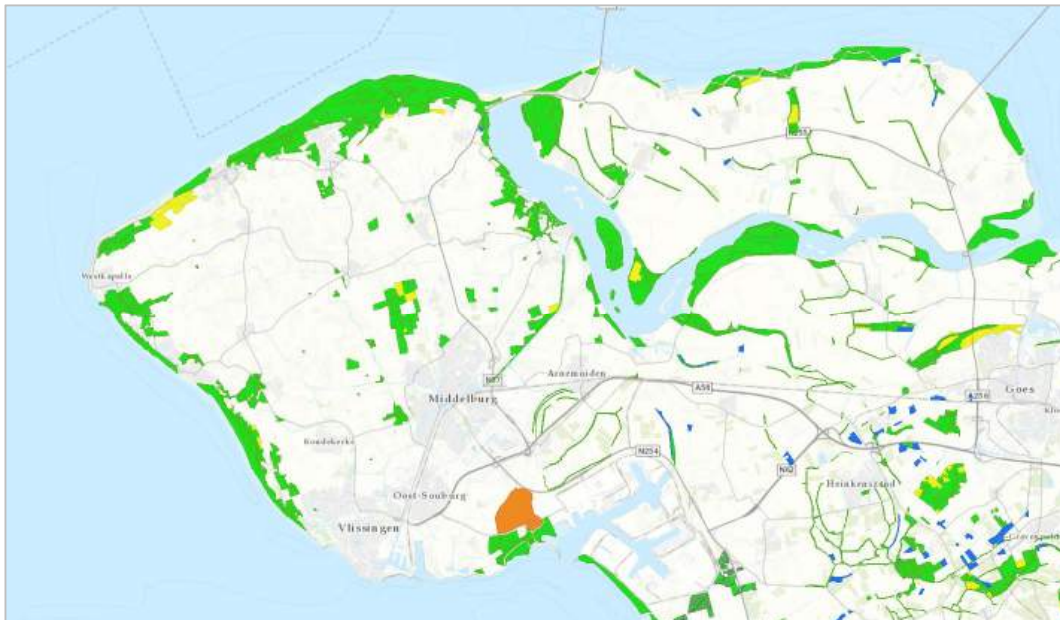 N255
Westkapelle
Arnemuiden
N57
Middelburg
A58
Goes
A256
Koudekerke
N254
N62
Heinkenszand
Oost-Souburg
Vlissingen